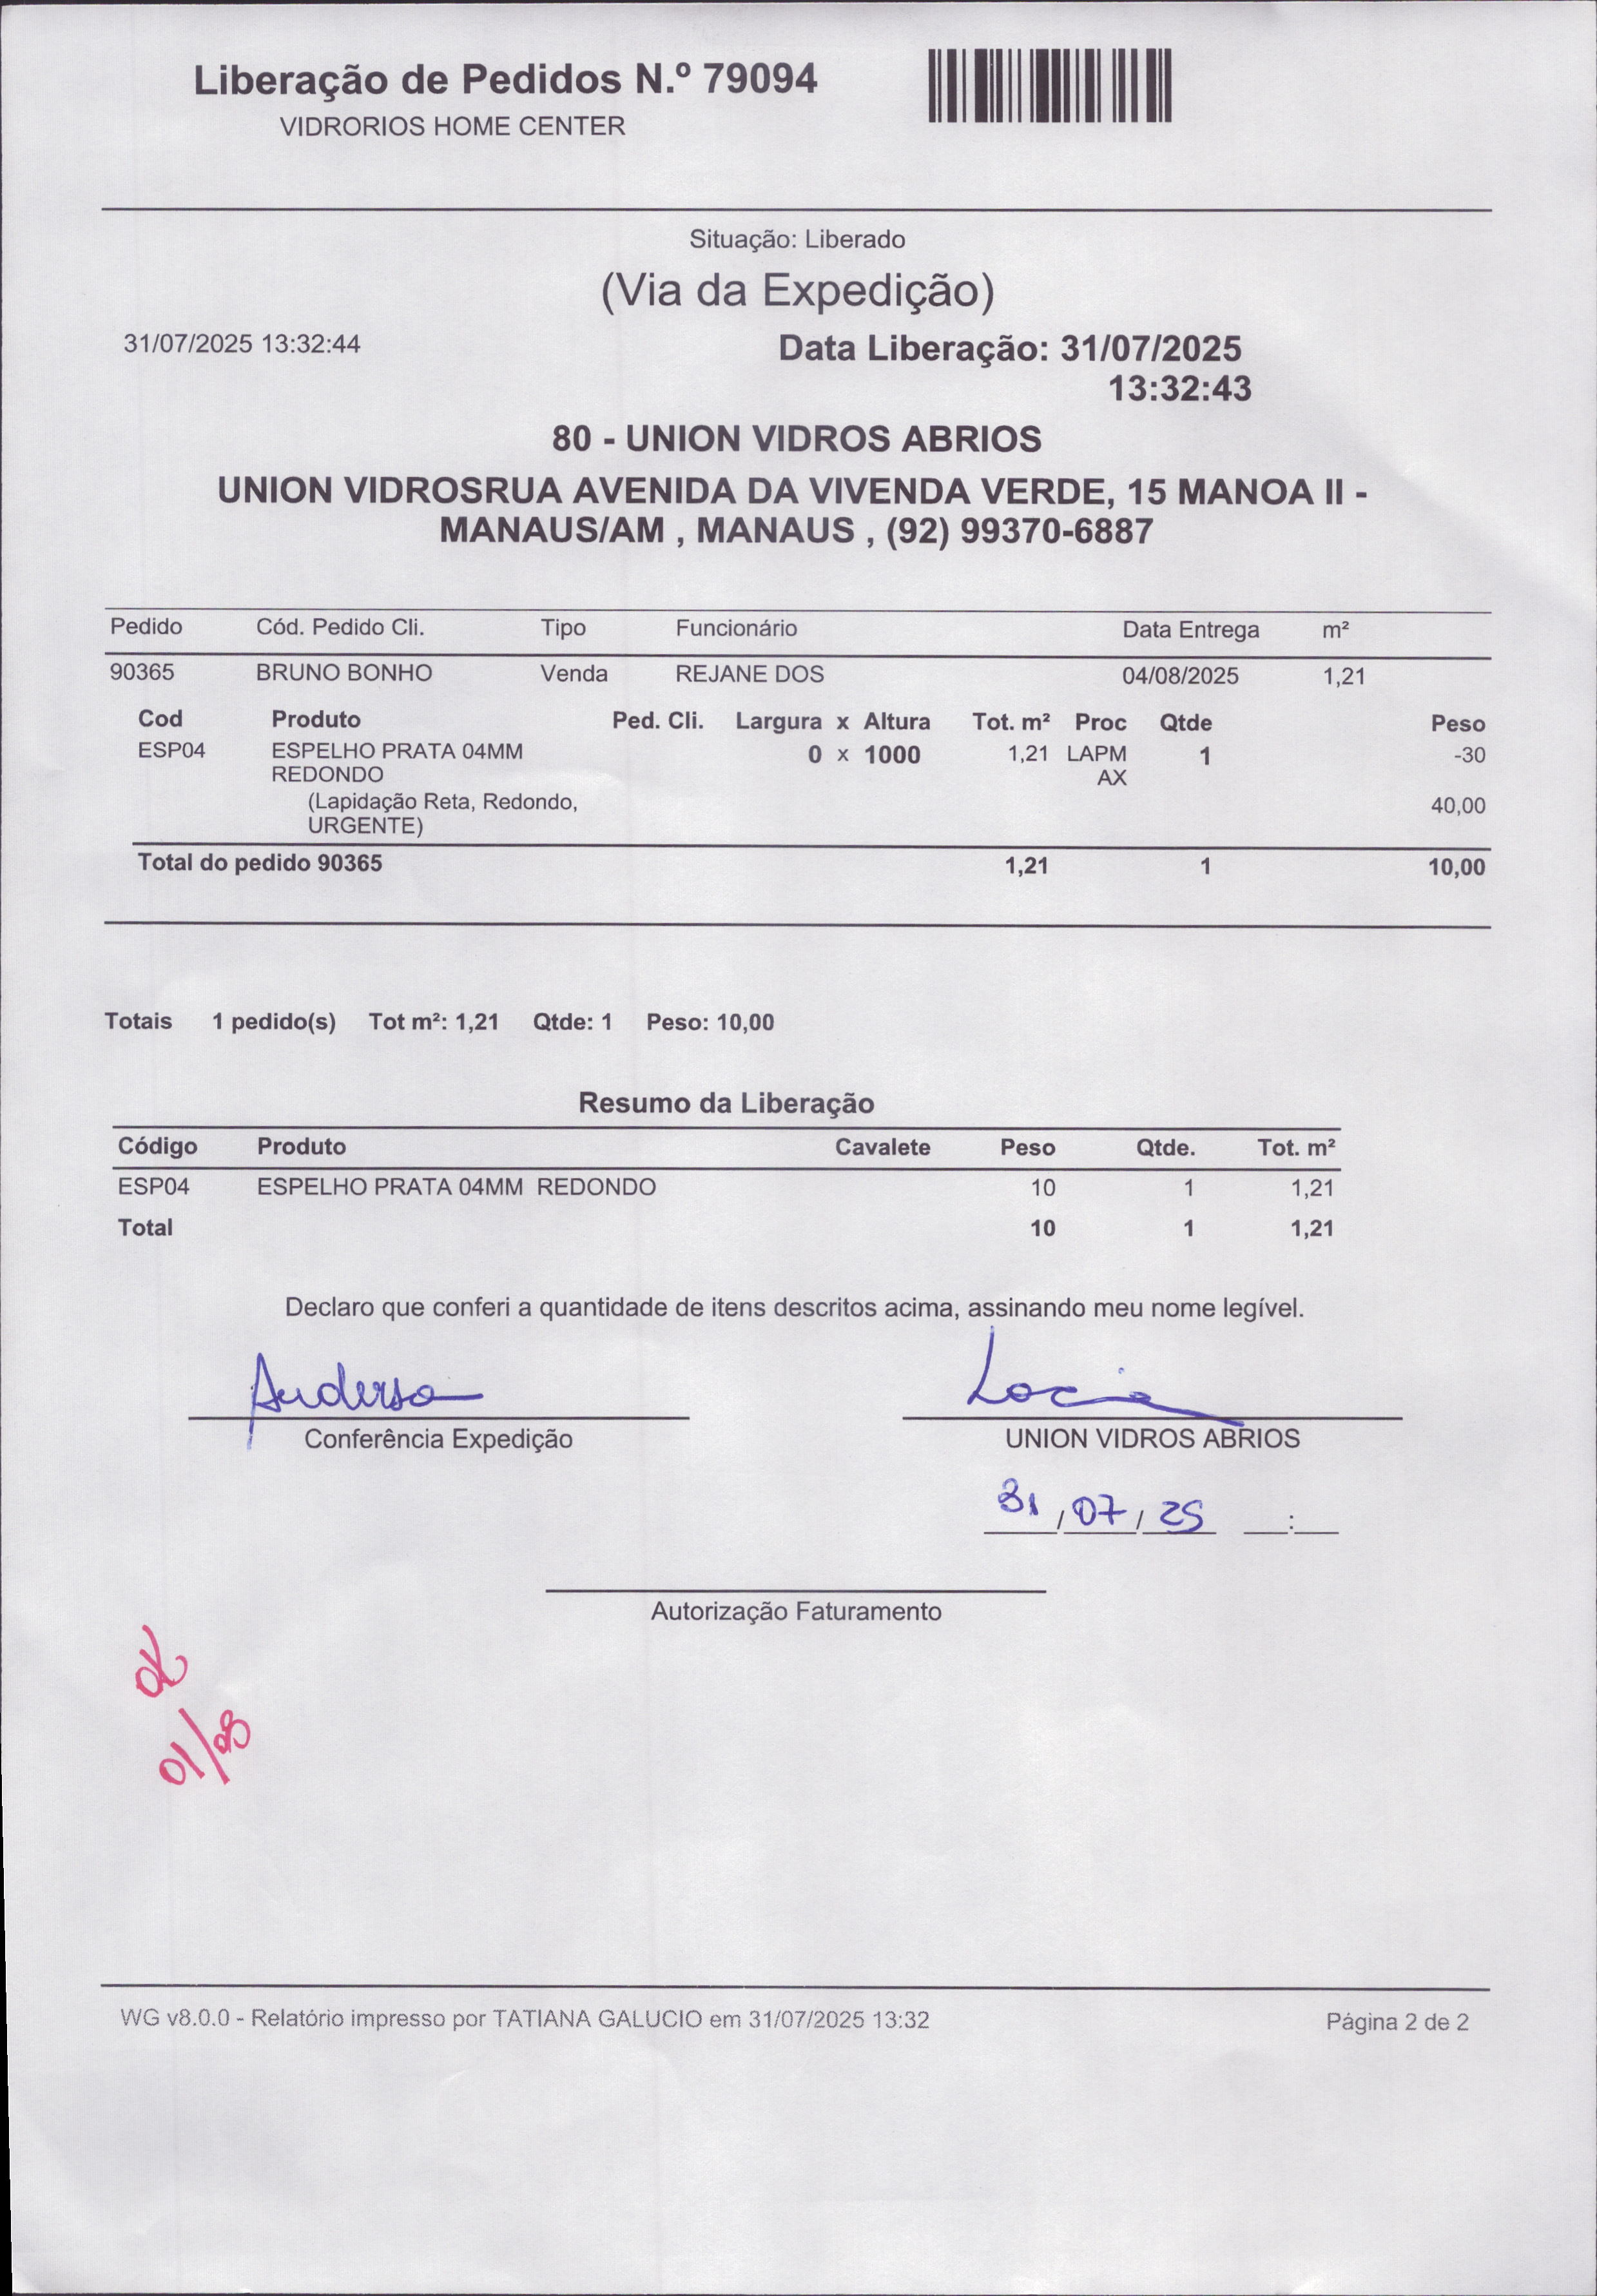 Liberação de Pedidos N.º 79094
VIDRORIOS HOME CENTER
Situação: Liberado
(Via da Expedição)
31/07/2025 13:32:44
Data Liberação: 31/07/2025
13:32:43
80 - UNION VIDROS ABRIOS
UNION VIDROSRUA AVENIDA DA VIVENDA VERDE, 15 MANOA II -
MANAUS/AM , MANAUS , (92) 99370-6887
Pedido Cód. Pedido Cli. Tipo Funcionário Data Entrega m²
90365 BRUNO BONHO Venda REJANE DOS 04/08/2025 1,21
Cod Produto Ped. Cli. Largura x Altura Tot. m² Proc Qtde Peso
ESP04 ESPELHO PRATA 04MM 0 x 1000 1,21 LAPM 1 -30
REDONDO AX
(Lapidação Reta, Redondo, 40,00
URGENTE)
Total do pedido 90365 1,21 1 10,00
Totais 1 pedido(s) Tot m²: 1,21 Qtde: 1 Peso: 10,00
Resumo da Liberação
Código Produto Cavalete Peso Qtde. Tot. m²
ESP04 ESPELHO PRATA 04MM REDONDO 10 1 1,21
Total 10 1 1,21
Declaro que conferi a quantidade de itens descritos acima, assinando meu nome legível.
Anderso
Conferência Expedição UNION VIDROS ABRIOS
31/07/25 :
Autorização Faturamento
OK
01/08
WG v8.0.0 - Relatório impresso por TATIANA GALUCIO em 31/07/2025 13:32 Página 2 de 2